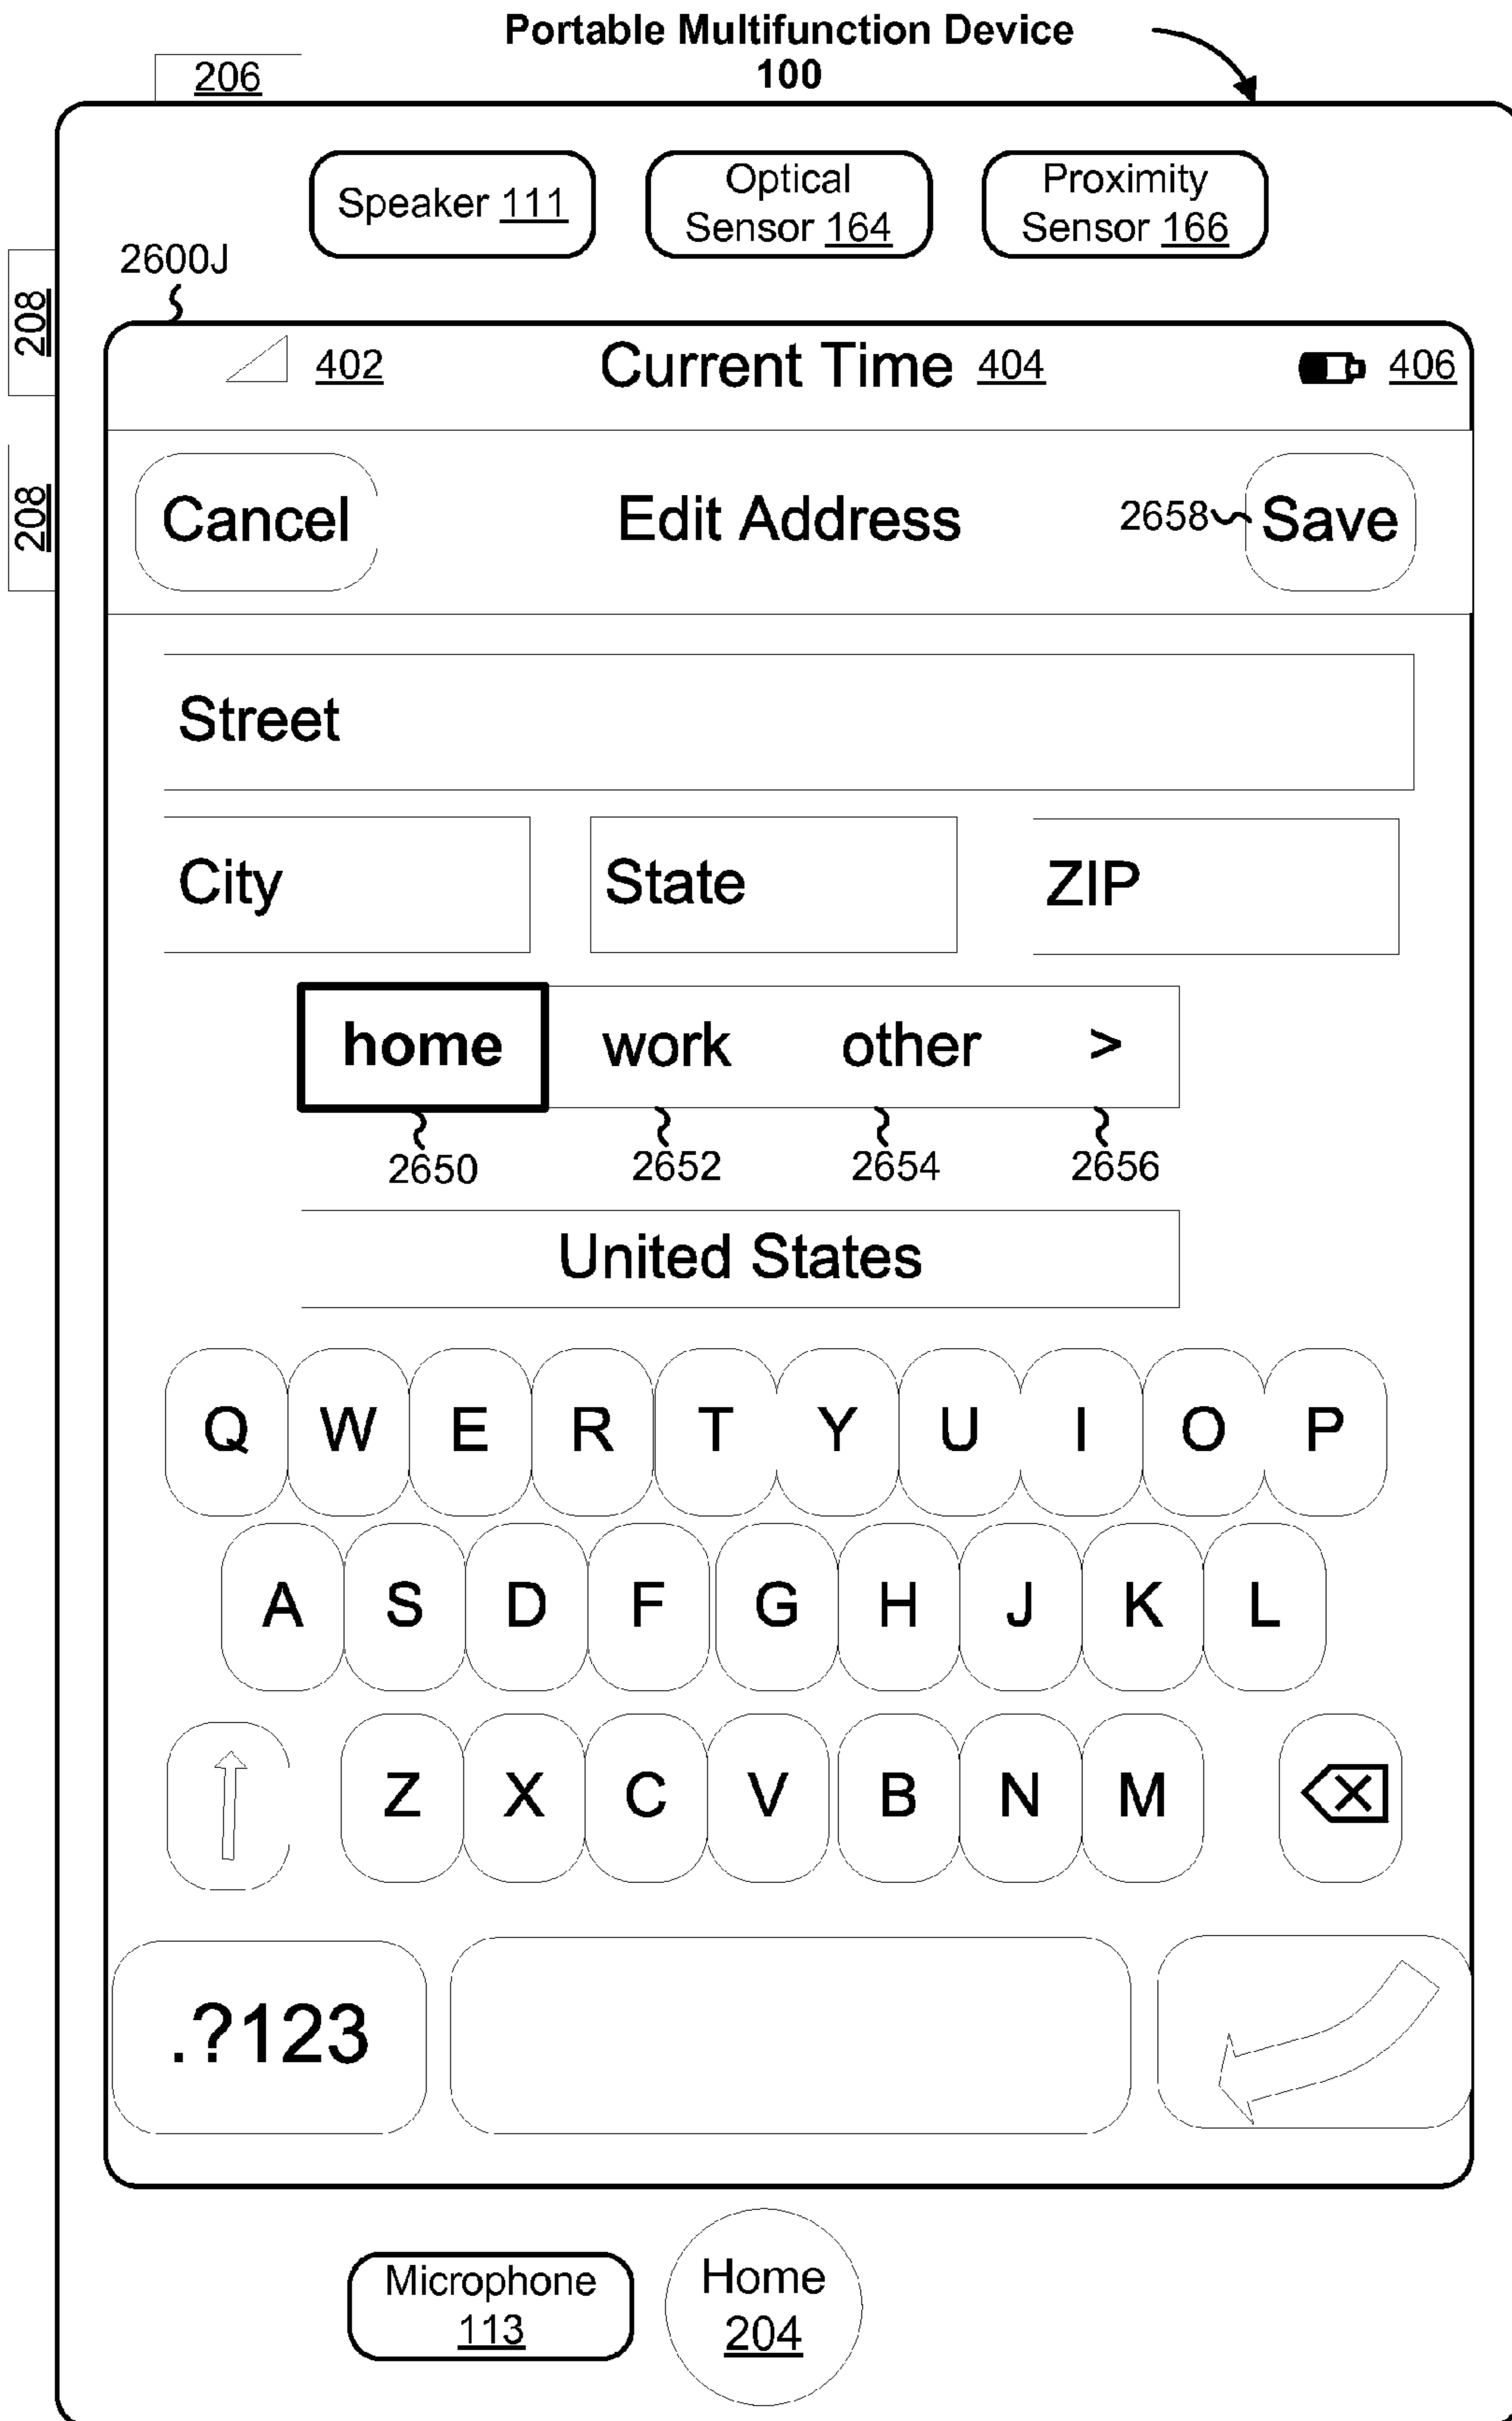 Portable Multifunction Device
100
206
Speaker 111
Optical
Sensor 164
Proximity
Sensor 166
2600J
208
402 Current Time 404 406
208
Cancel Edit Address 2658 Save
Street
City State ZIP
home work other >
2650 2652 2654 2656
United States
Q W E R T Y U I O P
A S D F G H J K L
Z X C V B N M
.?123
Microphone
113
Home
204